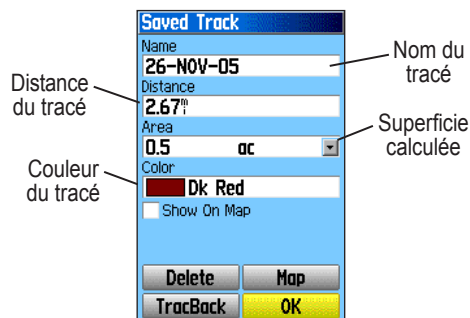 Saved Track
Name
26-NOV-05
Distance
2.67mi
Area
0.5 ac
Color
Dk Red
Show On Map
Delete Map
TracBack OK
Distance
du tracé
Couleur
du tracé
Nom du
tracé
Superficie
calculée